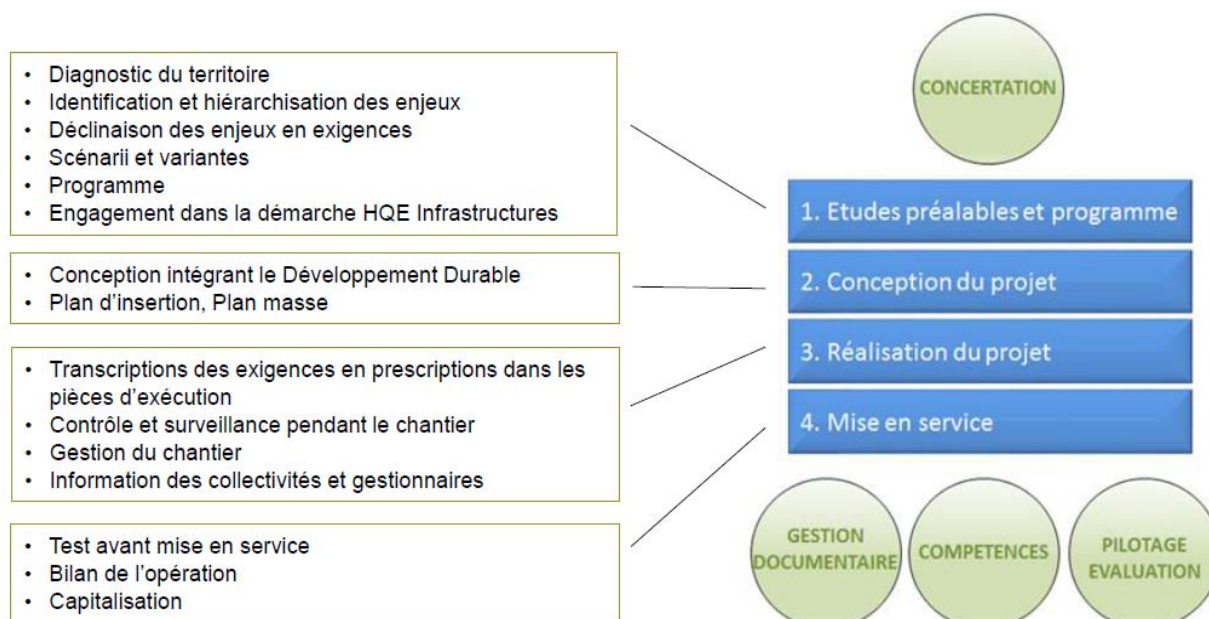 • Diagnostic du territoire
• Identification et hiérarchisation des enjeux
• Déclinaison des enjeux en exigences
• Scénarii et variantes
• Programme
• Engagement dans la démarche HQE Infrastructures
• Conception intégrant le Développement Durable
• Plan d'insertion, Plan masse
• Transcriptions des exigences en prescriptions dans les
pièces d'exécution
• Contrôle et surveillance pendant le chantier
• Gestion du chantier
• Information des collectivités et gestionnaires
• Test avant mise en service
• Bilan de l'opération
• Capitalisation
CONCERTATION
1. Etudes préalables et programme
2. Conception du projet
3. Réalisation du projet
4. Mise en service
GESTION
DOCUMENTAIRE
COMPETENCES
PILOTAGE
EVALUATION